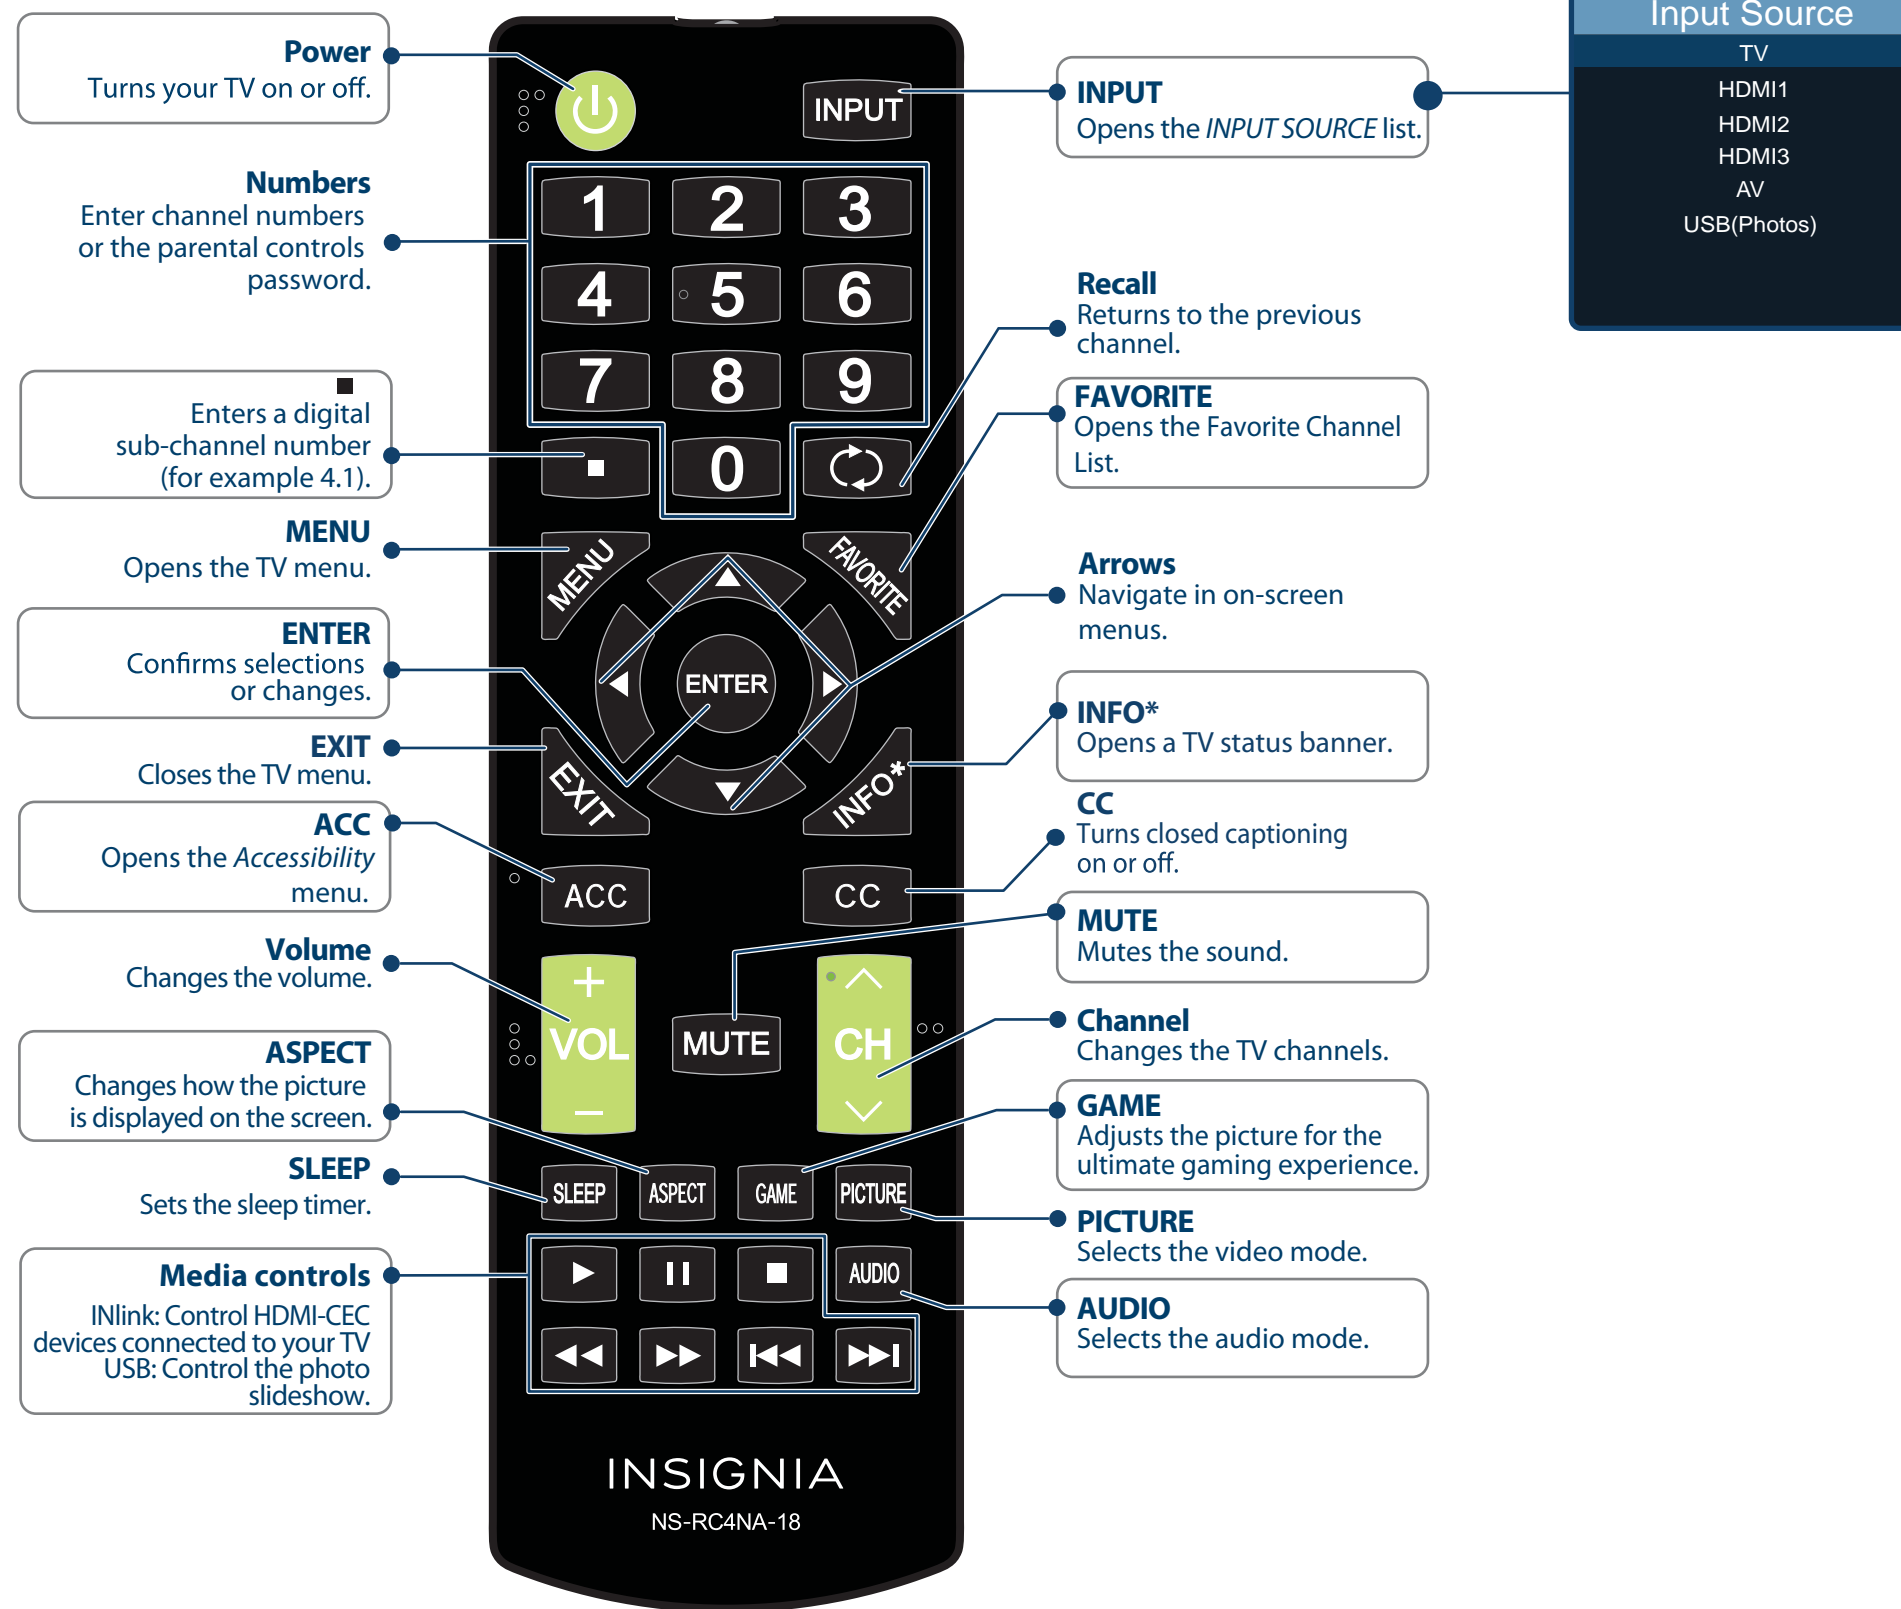 Power
Turns your TV on or off.
Numbers
Enter channel numbers
or the parental controls
password.
■
Enters a digital
sub-channel number
(for example 4.1).
MENU
Opens the TV menu.
ENTER
Confirms selections
or changes.
EXIT
Closes the TV menu.
ACC
Opens the Accessibility
menu.
Volume
Changes the volume.
ASPECT
Changes how the picture
is displayed on the screen.
SLEEP
Sets the sleep timer.
Media controls
INlink: Control HDMI-CEC
devices connected to your TV
USB: Control the photo
slideshow.
INPUT
1 2 3
4 5 6
7 8 9
0
MENU
FAVORITE
ENTER
EXIT
INFO*
ACC
CC
+
VOL
–
MUTE
CH
SLEEP ASPECT GAME PICTURE
AUDIO
INSIGNIA
NS-RC4NA-18
INPUT
Opens the INPUT SOURCE list.
Recall
Returns to the previous
channel.
FAVORITE
Opens the Favorite Channel
List.
Arrows
Navigate in on-screen
menus.
INFO*
Opens a TV status banner.
CC
Turns closed captioning
on or off.
MUTE
Mutes the sound.
Channel
Changes the TV channels.
GAME
Adjusts the picture for the
ultimate gaming experience.
PICTURE
Selects the video mode.
AUDIO
Selects the audio mode.
Input Source
TV
HDMI1
HDMI2
HDMI3
AV
USB(Photos)